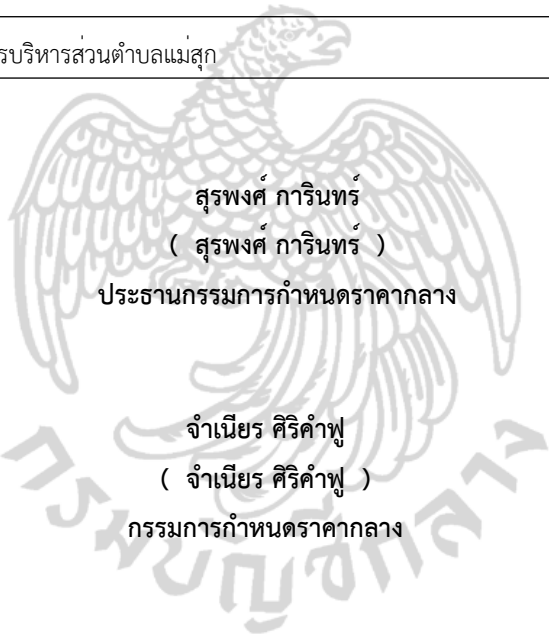 รบริหารส่วนตำบลแม่สุก
สุรพงศ์ การินทร์
( สุรพงศ์ การินทร์ )
ประธานกรรมการกำหนดราคากลาง
จำเนียร ศิริคำฟู
( จำเนียร ศิริคำฟู )
กรรมการกำหนดราคากลาง
กรมบัญชีกลาง